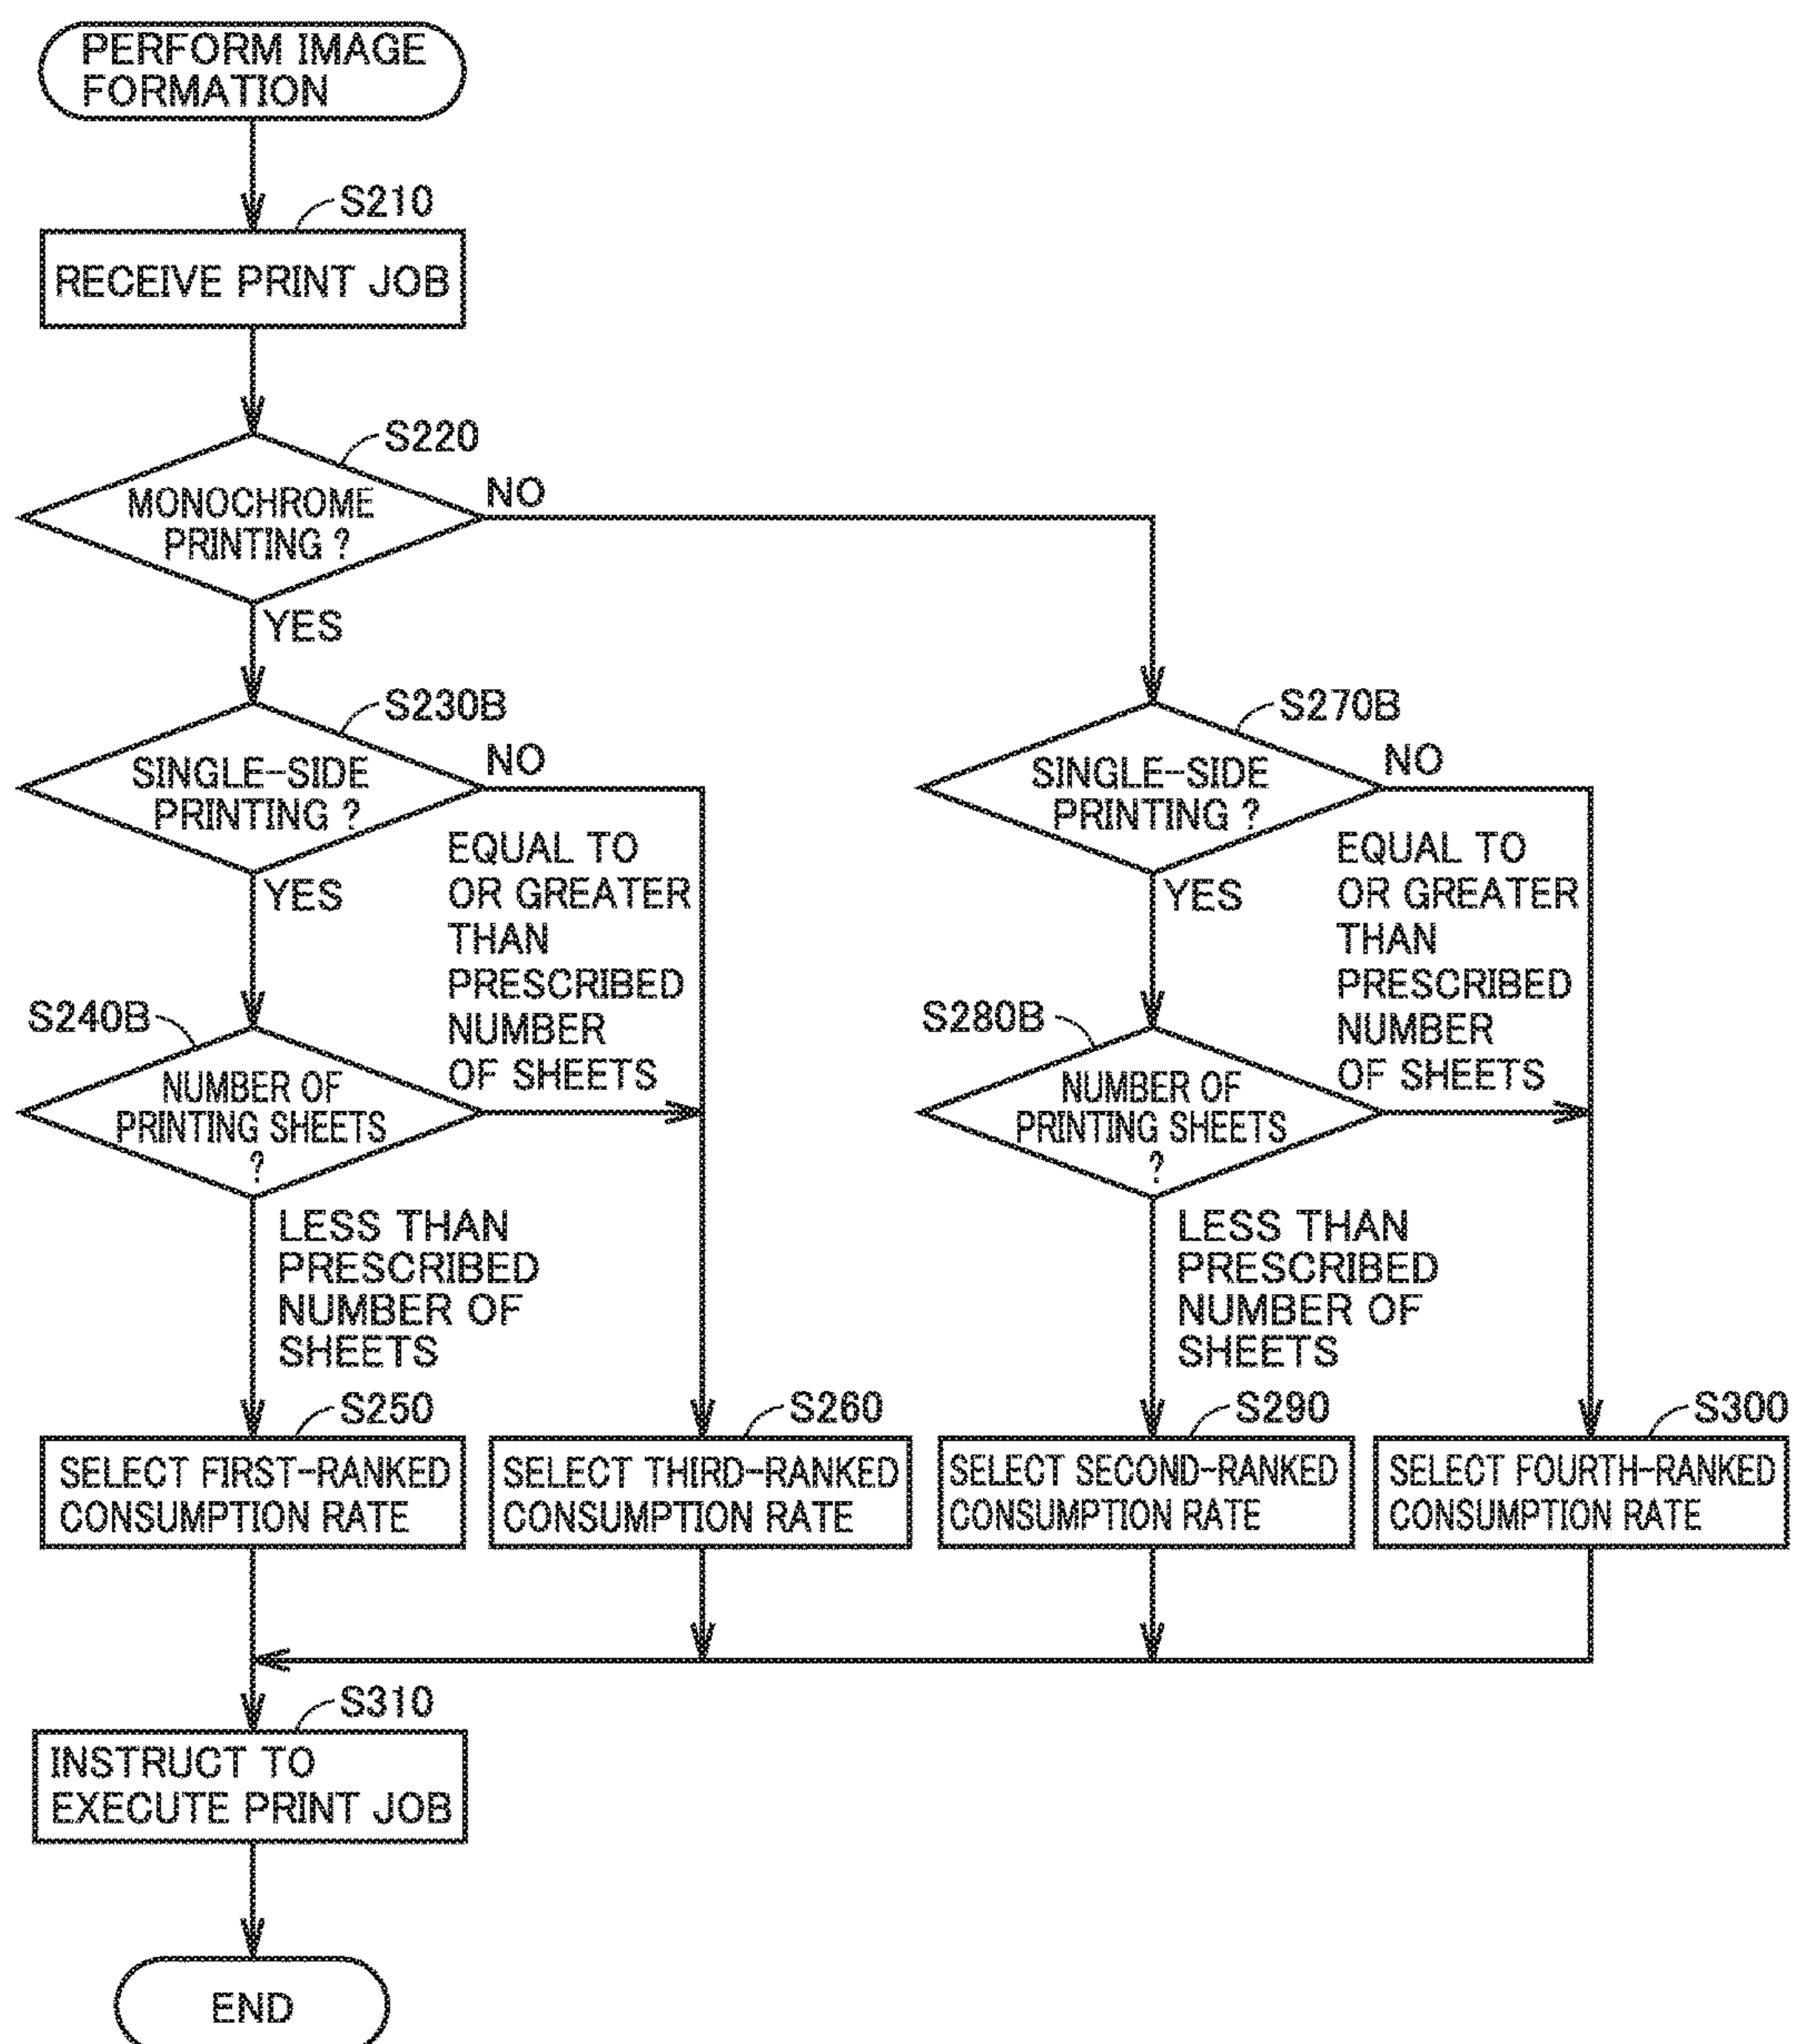 PERFORM IMAGE
FORMATION
S210
RECEIVE PRINT JOB
S220
MONOCHROME
PRINTING ?
NO
YES
S230B
SINGLE-SIDE
PRINTING ?
NO
YES
EQUAL TO
OR GREATER
THAN
PRESCRIBED
NUMBER
OF SHEETS
S240B
NUMBER OF
PRINTING SHEETS
?
LESS THAN
PRESCRIBED
NUMBER OF
SHEETS
S270B
SINGLE-SIDE
PRINTING ?
NO
YES
EQUAL TO
OR GREATER
THAN
PRESCRIBED
NUMBER
OF SHEETS
S280B
NUMBER OF
PRINTING SHEETS
?
LESS THAN
PRESCRIBED
NUMBER OF
SHEETS
S250
SELECT FIRST-RANKED
CONSUMPTION RATE
S260
SELECT THIRD-RANKED
CONSUMPTION RATE
S290
SELECT SECOND-RANKED
CONSUMPTION RATE
S300
SELECT FOURTH-RANKED
CONSUMPTION RATE
S310
INSTRUCT TO
EXECUTE PRINT JOB
END